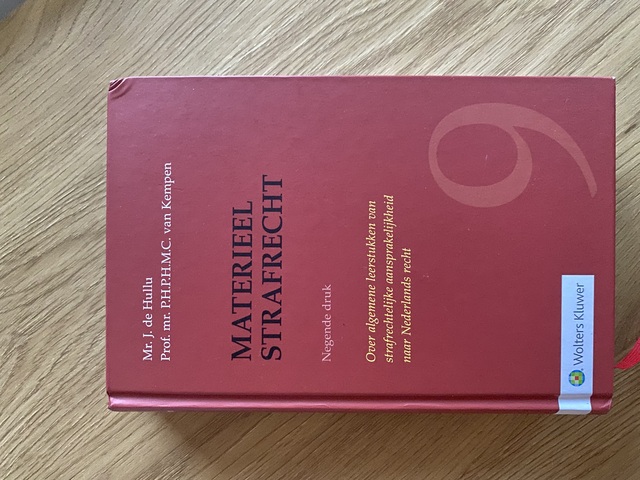 Mr. J. de Hullu
Prof. mr. P.H.P.H.M.C. van Kempen
MATERIEEL
STRAFRECHT
Negende druk
Over algemene leerstukken van
strafrechtelijke aansprakelijkheid
naar Nederlands recht
9
Wolters Kluwer